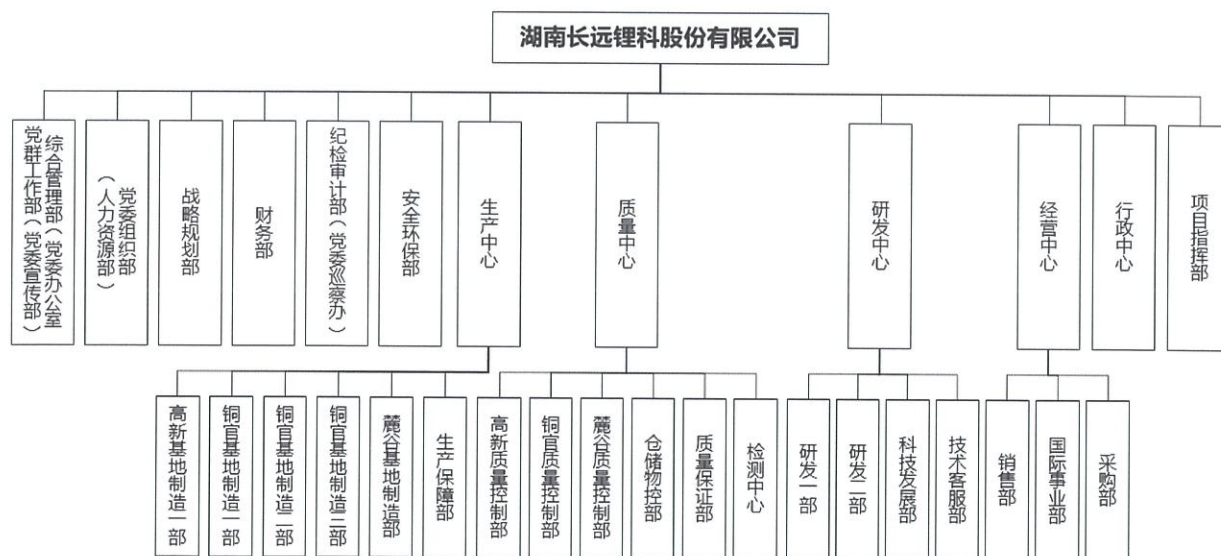 湖南长远锂科股份有限公司
综合管理部(党委办公室
党群工作部(党委宣传部)
党委组织部
(人力资源部)
战略规划部
财务部
纪检审计部(党委巡察办)
安全环保部
生产中心
质量中心
研发中心
经营中心
行政中心
项目指挥部
高新基地制造一部
铜官基地制造一部
铜官基地制造二部
铜官基地制造三部
麓谷基地制造部
生产保障部
高新质量控制部
铜官质量控制部
麓谷质量控制部
仓储物控部
质量保证部
检测中心
研发一部
研发二部
科技发展部
技术客服部
销售部
国际事业部
采购部